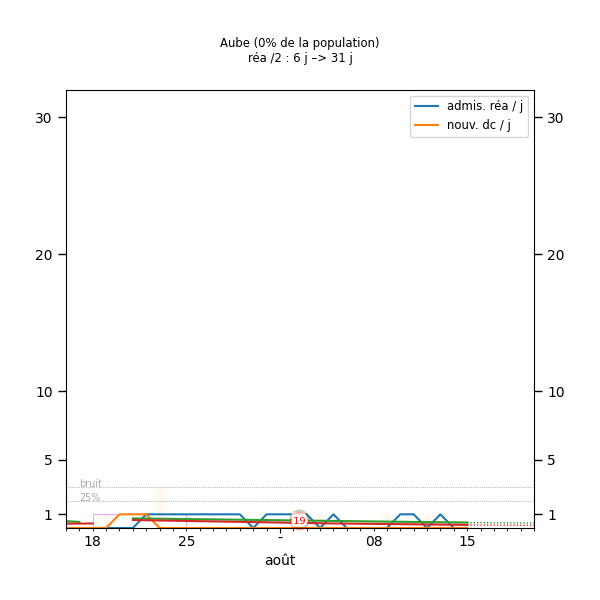 Aube (0% de la population)
réa /2 : 6 j –> 31 j
admis. réa / j
nouv. dc / j
30
30
20
20
10
10
5
5
bruit
25%
1
19
1
18
25
-
08
15
août